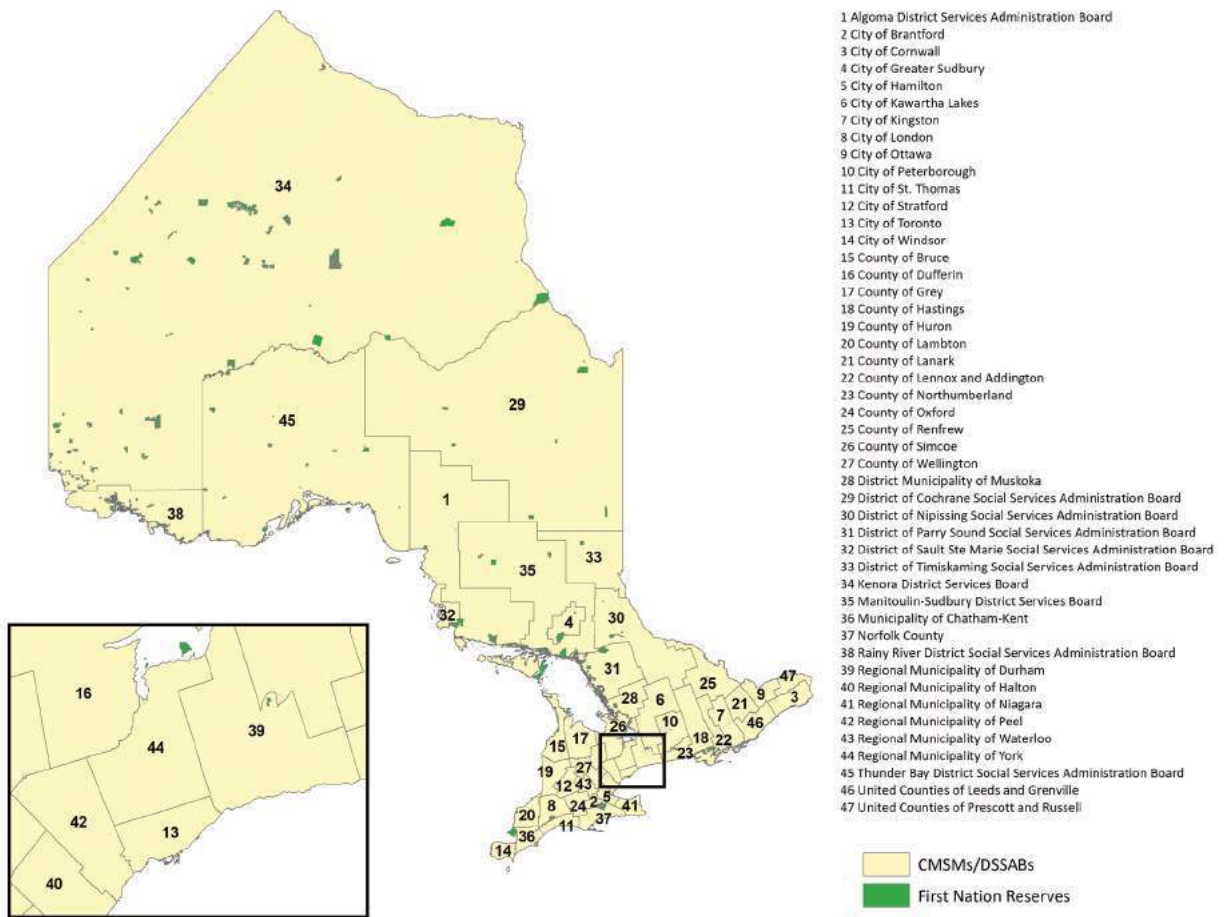 1 Algoma District Services Administration Board
2 City of Brantford
3 City of Cornwall
4 City of Greater Sudbury
5 City of Hamilton
6 City of Kawartha Lakes
7 City of Kingston
8 City of London
9 City of Ottawa
10 City of Peterborough
11 City of St. Thomas
12 City of Stratford
13 City of Toronto
14 City of Windsor
15 County of Bruce
16 County of Dufferin
17 County of Grey
18 County of Hastings
19 County of Huron
20 County of Lambton
21 County of Lanark
22 County of Lennox and Addington
23 County of Northumberland
24 County of Oxford
25 County of Renfrew
26 County of Simcoe
27 County of Wellington
28 District Municipality of Muskoka
29 District of Cochrane Social Services Administration Board
30 District of Nipissing Social Services Administration Board
31 District of Parry Sound Social Services Administration Board
32 District of Sault Ste Marie Social Services Administration Board
33 District of Timiskaming Social Services Administration Board
34 Kenora District Services Board
35 Manitoulin-Sudbury District Services Board
36 Municipality of Chatham-Kent
37 Norfolk County
38 Rainy River District Social Services Administration Board
39 Regional Municipality of Durham
40 Regional Municipality of Halton
41 Regional Municipality of Niagara
42 Regional Municipality of Peel
43 Regional Municipality of Waterloo
44 Regional Municipality of York
45 Thunder Bay District Social Services Administration Board
46 United Counties of Leeds and Grenville
47 United Counties of Prescott and Russell
CMSMs/DSSABs
First Nation Reserves
34
29
45
1
38
33
35
32
4
30
31
47
25
9
3
28
6
21
7
46
10
26
18
22
17
15
23
27
19
12
43
5
8
24
2
41
20
37
11
36
14
16
39
44
42
13
40